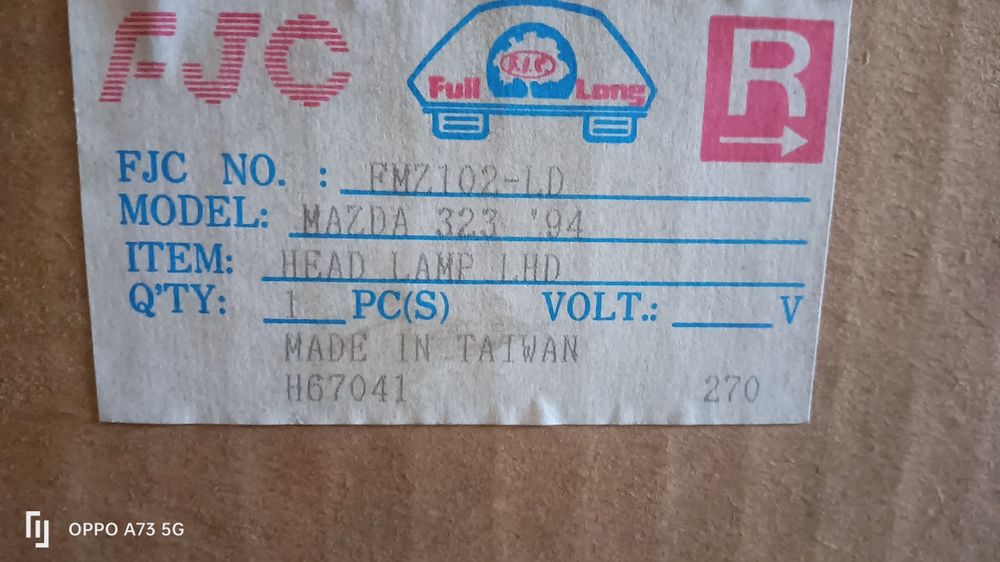 FJC
Full Long
R
FJC NO. : FMZ102-LD
MODEL: MAZDA 323 '94
ITEM: HEAD LAMP LHD
Q'TY: 1 PC(S) VOLT.: V
MADE IN TAIWAN
H67041 270
OPPO A73 5G